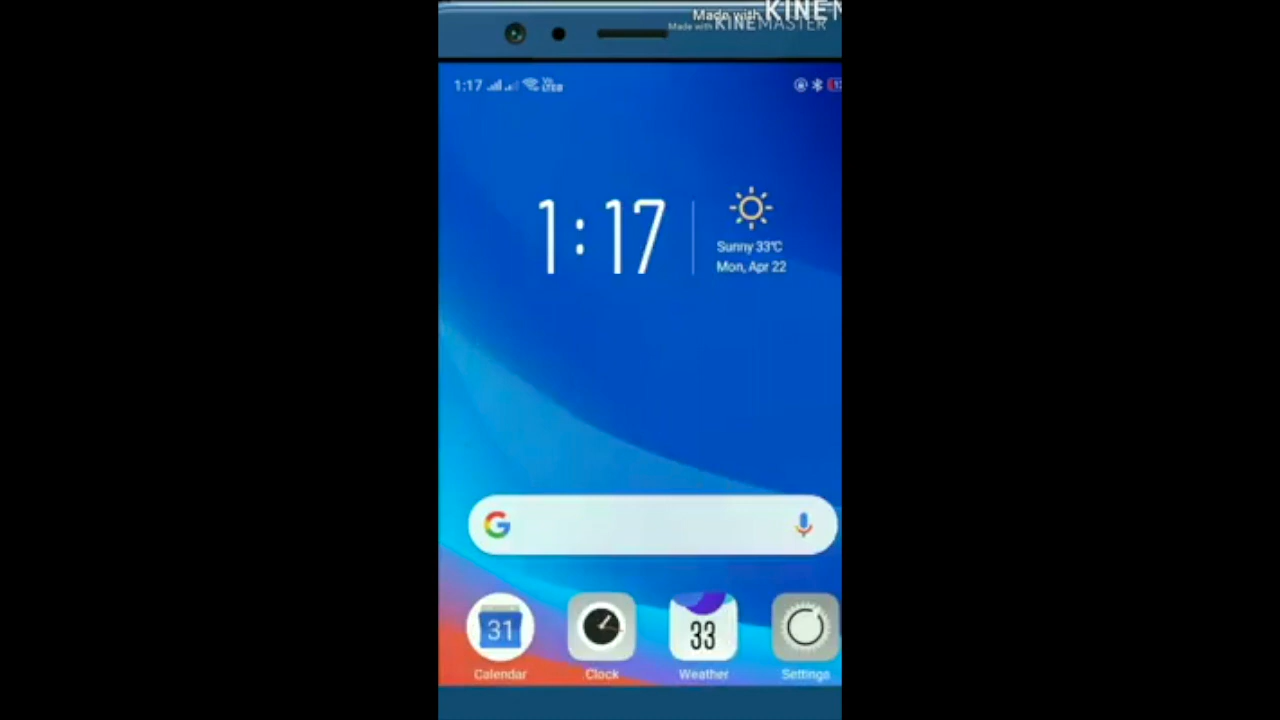 Made with KINEM
Made with KINEMASTER
1:17
1:17
Sunny 33℃
Mon, Apr 22
G
31
33
Calendar
Clock
Weather
Settings